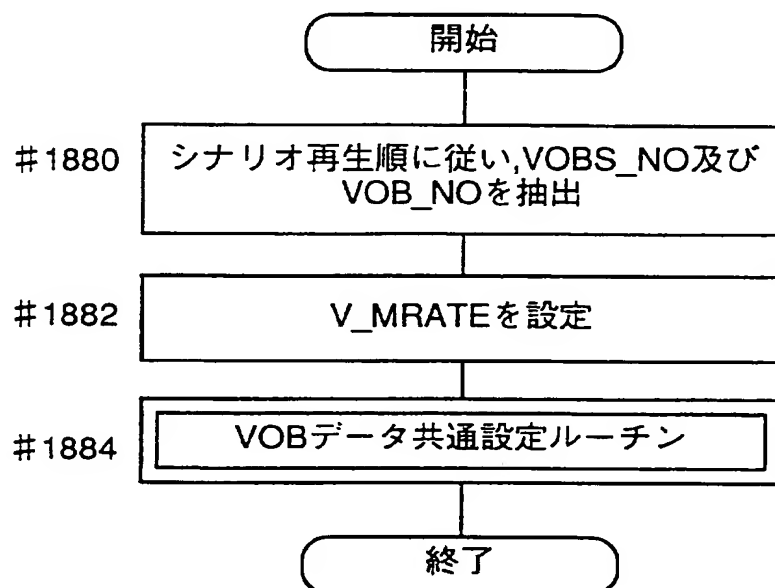 開始
#1880
シナリオ再生順に従い,VOBS_NO及び
VOB_NOを抽出
#1882
V_MRATEを設定
#1884
VOBデータ共通設定ルーチン
終了